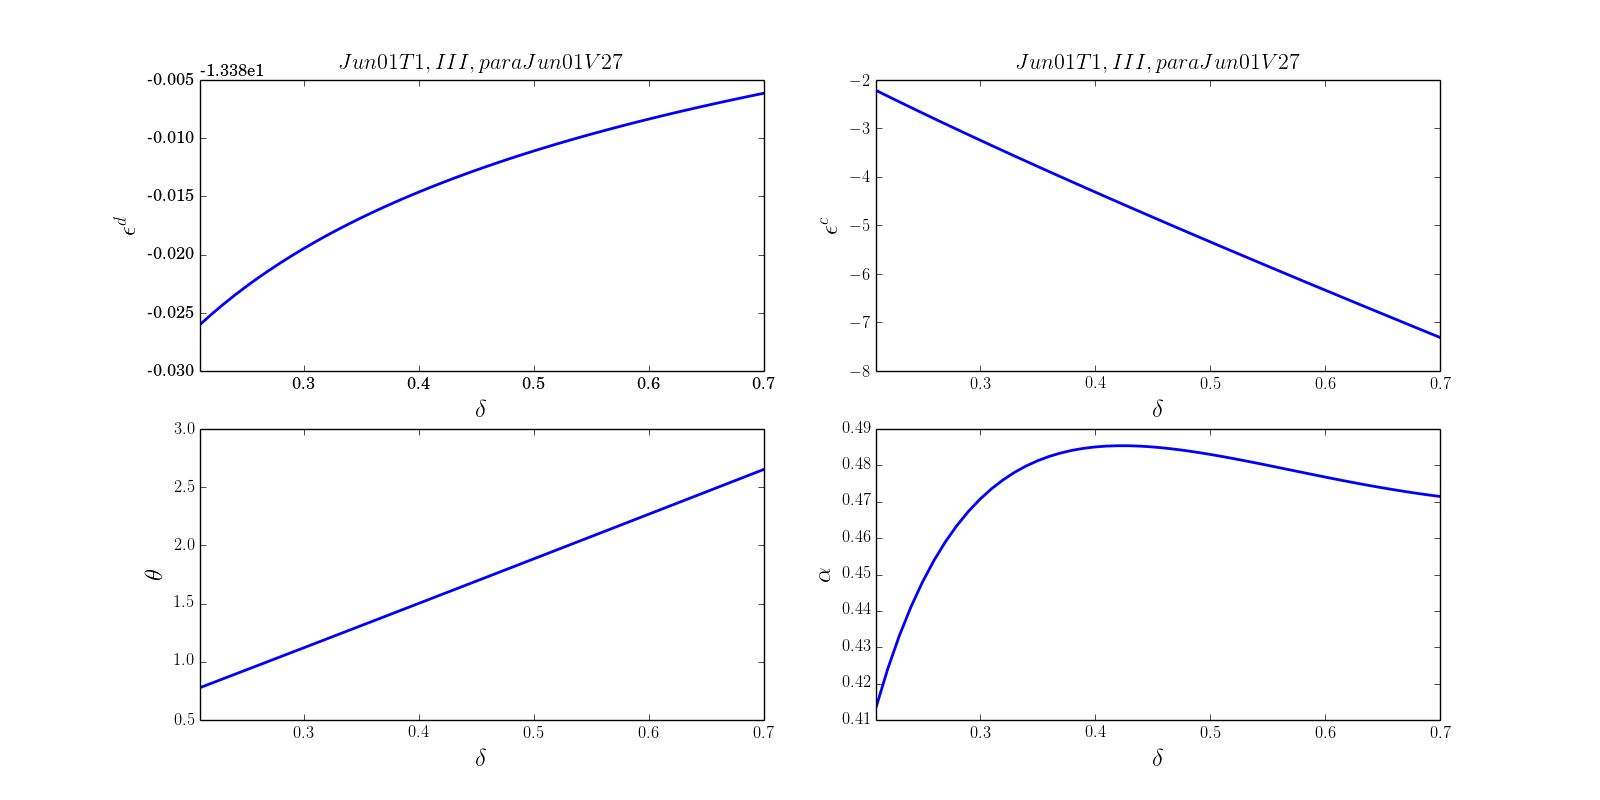 Jun01T1, III, paraJun01V27
-1.338e1
-0.005
-0.010
-0.015
-0.020
-0.025
-0.030
ϵ^d
0.3 0.4 0.5 0.6 0.7
δ
Jun01T1, III, paraJun01V27
−2
−3
−4
−5
−6
−7
−8
ϵ^c
0.3 0.4 0.5 0.6 0.7
δ
3.0
2.5
2.0
1.5
1.0
0.5
θ
0.3 0.4 0.5 0.6 0.7
δ
0.49
0.48
0.47
0.46
0.45
0.44
0.43
0.42
0.41
α
0.3 0.4 0.5 0.6 0.7
δ